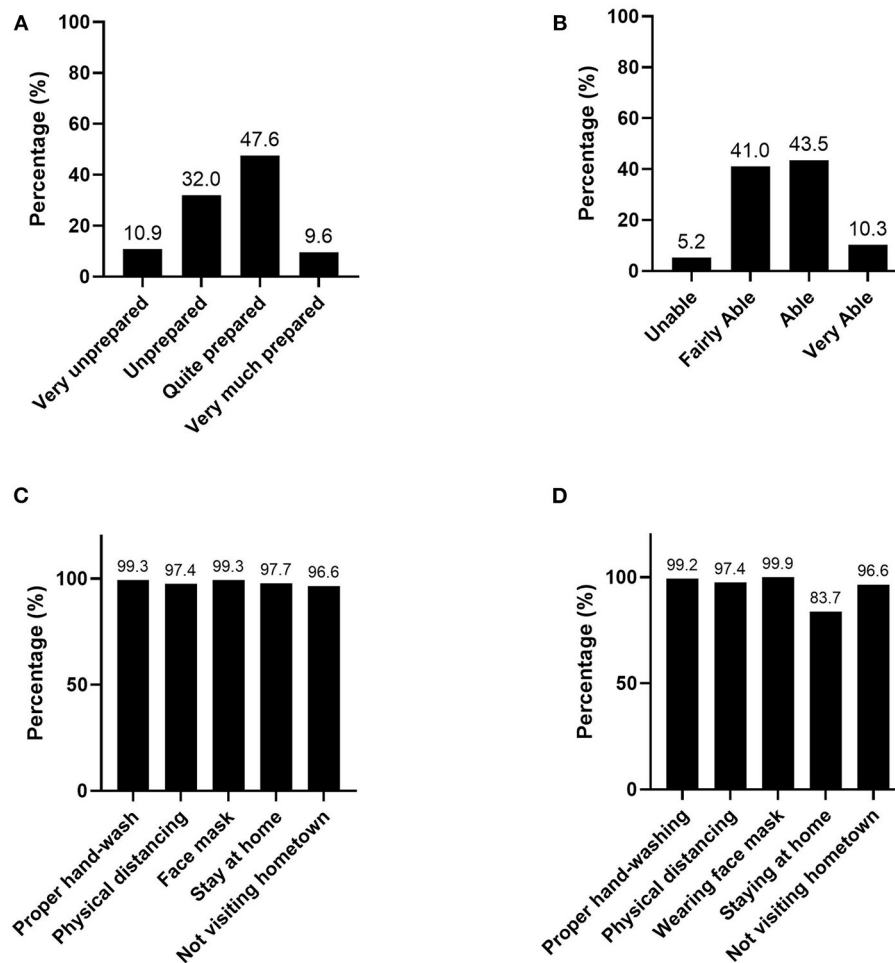 A
Percentage (%)
100
80
60
40
20
0
10.9
32.0
47.6
9.6
Very unprepared
Unprepared
Quite prepared
Very much prepared
B
Percentage (%)
100
80
60
40
20
0
5.2
41.0
43.5
10.3
Unable
Fairly Able
Able
Very Able
C
Percentage (%)
100
50
0
99.3
97.4
99.3
97.7
96.6
Proper hand-wash
Physical distancing
Face mask
Stay at home
Not visiting hometown
D
Percentage (%)
100
50
0
99.2
97.4
99.9
83.7
96.6
Proper hand-washing
Physical distancing
Wearing face mask
Staying at home
Not visiting hometown